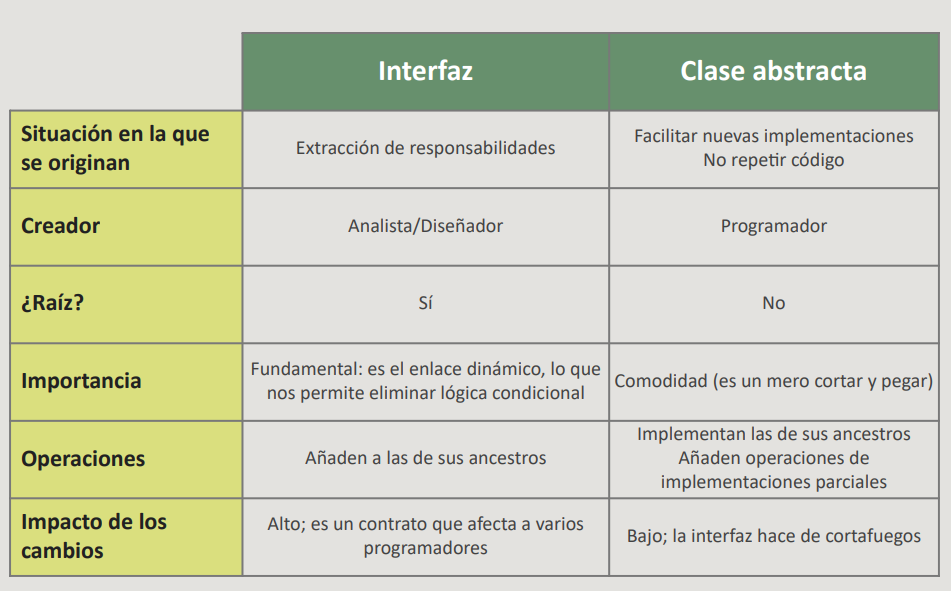 Interfaz
Clase abstracta
Situación en la que
se originan
Extracción de responsabilidades
Facilitar nuevas implementaciones
No repetir código
Creador
Analista/Diseñador
Programador
¿Raíz?
Sí
No
Importancia
Fundamental: es el enlace dinámico, lo que
nos permite eliminar lógica condicional
Comodidad (es un mero cortar y pegar)
Operaciones
Añaden a las de sus ancestros
Implementan las de sus ancestros
Añaden operaciones de
implementaciones parciales
Impacto de los
cambios
Alto; es un contrato que afecta a varios
programadores
Bajo; la interfaz hace de cortafuegos